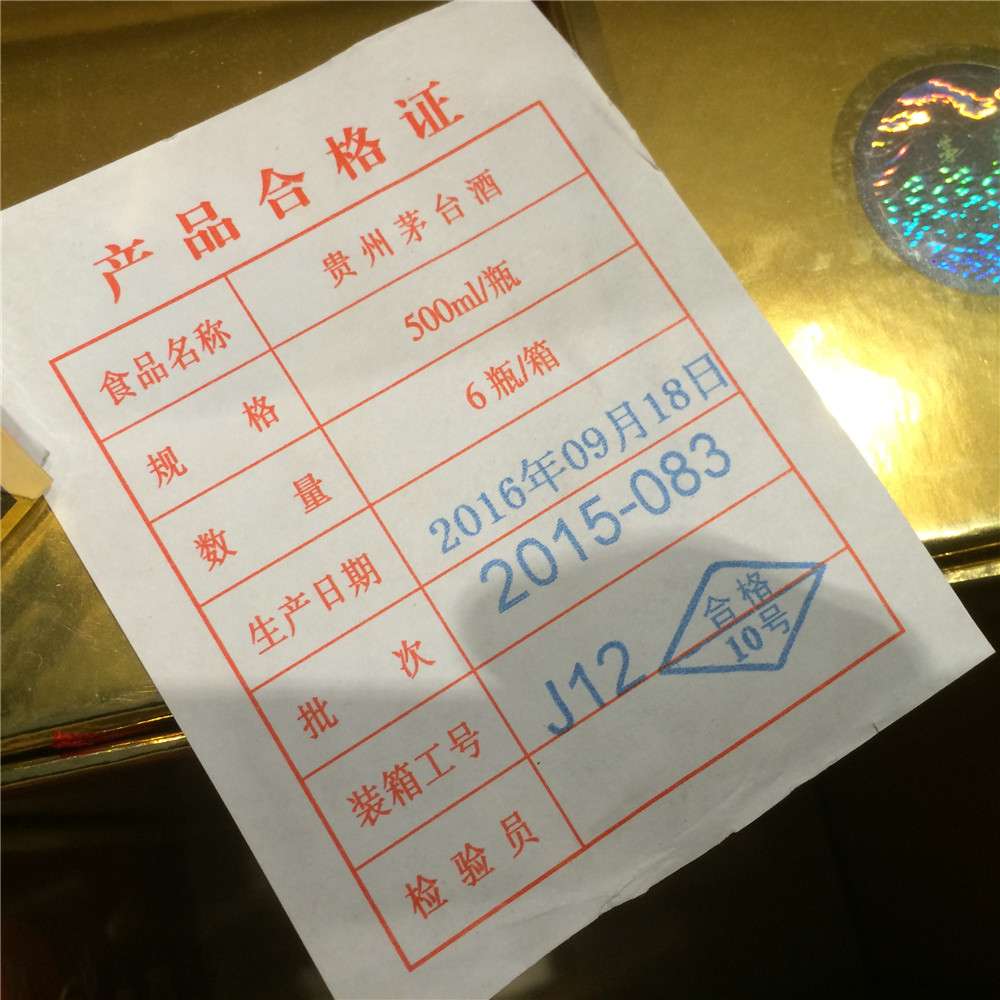 产品合格证
食品名称 贵州茅台酒
规格 500ml/瓶
数量 6瓶/箱
生产日期 2016年09月18日
批次 2015-083
装箱工号 J12
检验员 合格
10号